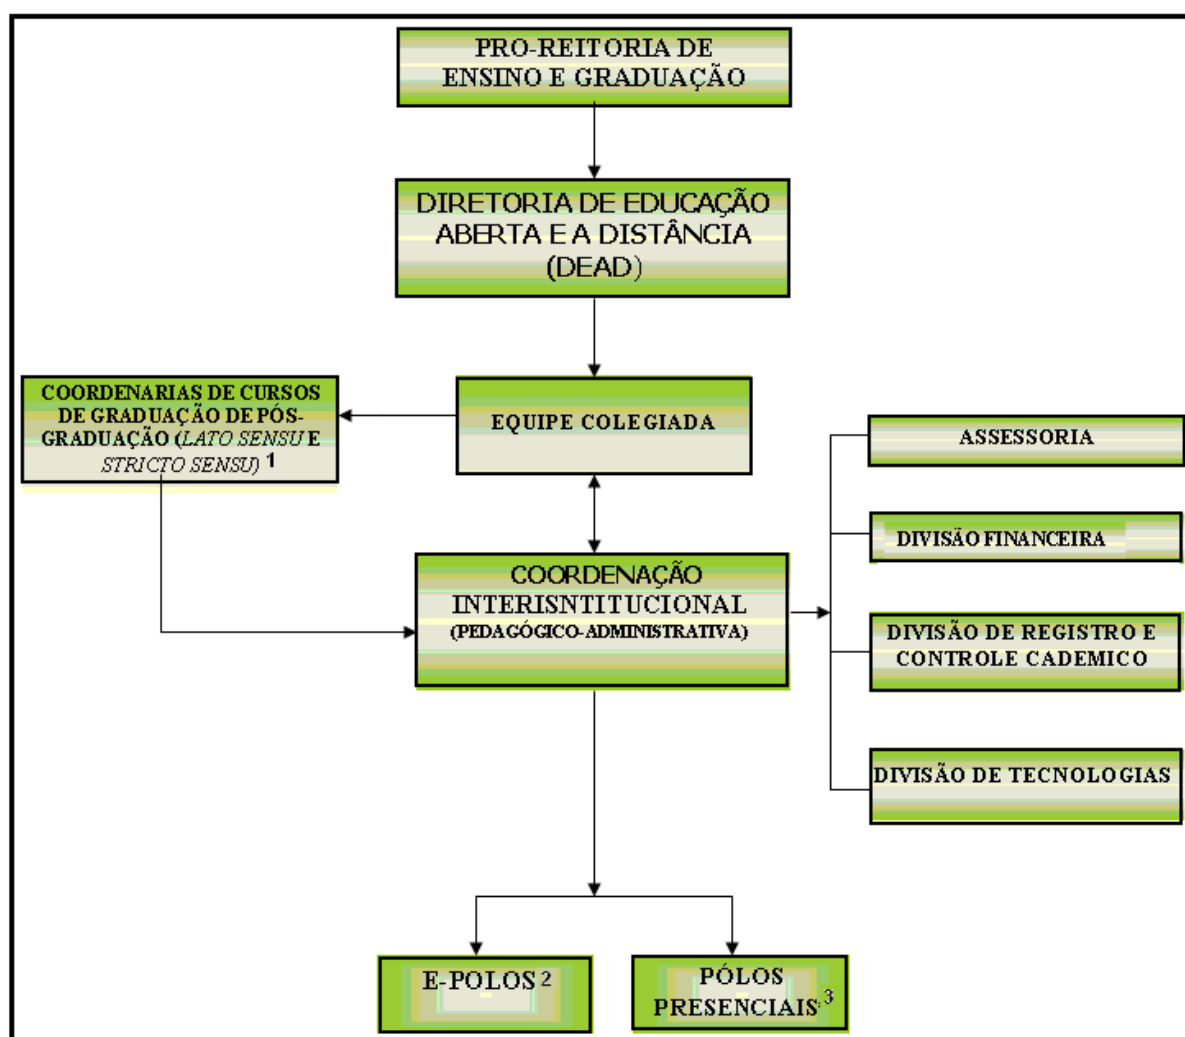 PRO-REITORIA DE
ENSINO E GRADUAÇÃO
DIRETORIA DE EDUCAÇÃO
ABERTA E A DISTÂNCIA
(DEAD)
COORDENARIAS DE CURSOS
DE GRADUAÇÃO DE PÓS-
GRADUAÇÃO (LATO SENSU E
STRICTO SENSU) 1
EQUIPE COLEGIADA
ASSESSORIA
DIVISÃO FINANCEIRA
COORDENAÇÃO
INTERISNTITUCIONAL
(PEDAGÓGICO-ADMINISTRATIVA)
DIVISÃO DE REGISTRO E
CONTROLE CADEMICO
DIVISÃO DE TECNOLOGIAS
E-POLOS 2
PÓLOS
PRESENCIAIS.3